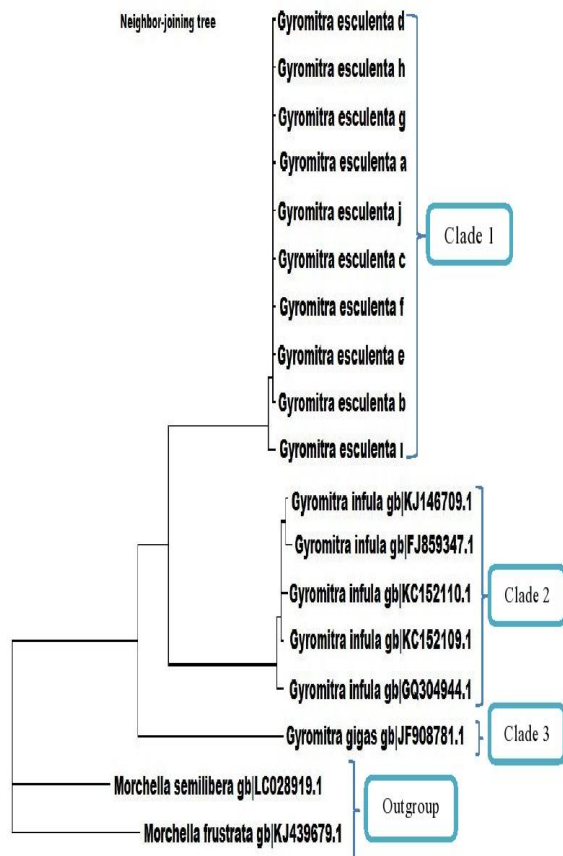 Neighbor-joining tree
Gyromitra esculenta d
Gyromitra esculenta h
Gyromitra esculenta g
Gyromitra esculenta a
Gyromitra esculenta j
Clade 1
Gyromitra esculenta c
Gyromitra esculenta f
Gyromitra esculenta e
Gyromitra esculenta b
Gyromitra esculenta ı
Gyromitra infula gb|KJ146709.1
Gyromitra infula gb|FJ859347.1
Gyromitra infula gb|KC152110.1
Clade 2
Gyromitra infula gb|KC152109.1
Gyromitra infula gb|GQ304944.1
Gyromitra gigas gb|JF908781.1
Clade 3
Morchella semilibera gb|LC028919.1
Outgroup
Morchella frustrata gb|KJ439679.1